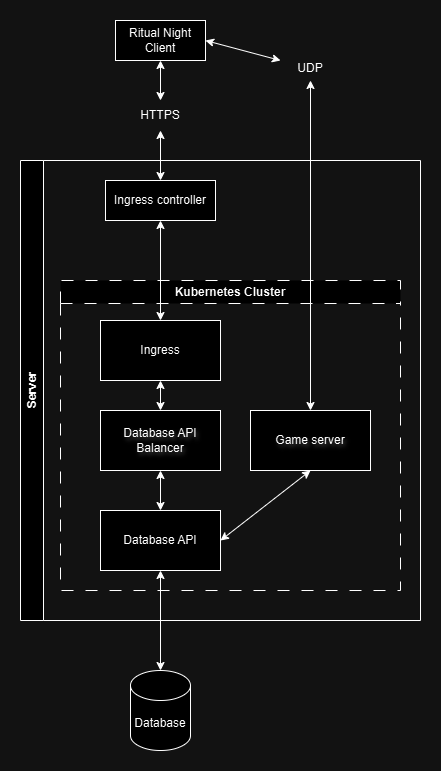 Ritual Night
Client
UDP
HTTPS
Ingress controller
Kubernetes Cluster
Server
Ingress
Database API
Balancer
Game server
Database API
Database